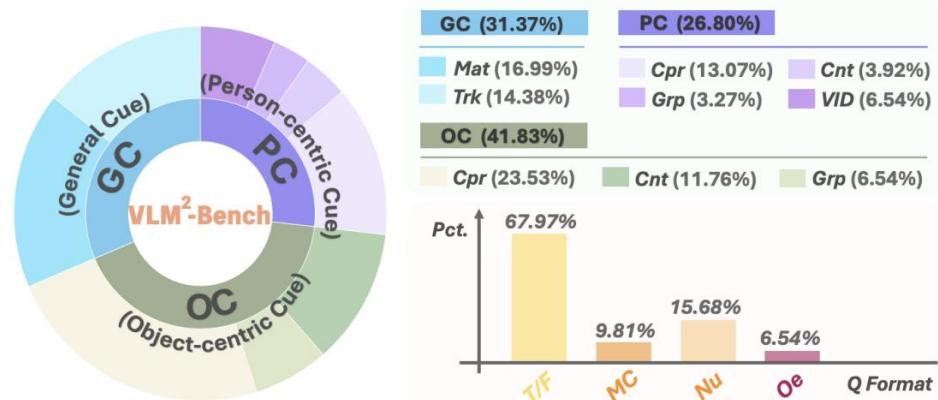 GC
(General Cue)
PC
(Person-centric Cue)
OC
(Object-centric Cue)
VLM²-Bench
GC (31.37%)
Mat (16.99%)
Trk (14.38%)
PC (26.80%)
Cpr (13.07%) Cnt (3.92%)
Grp (3.27%) VID (6.54%)
OC (41.83%)
Cpr (23.53%) Cnt (11.76%) Grp (6.54%)
Pct.
67.97%
9.81%
15.68%
6.54%
T/F MC Nu Oe Q Format